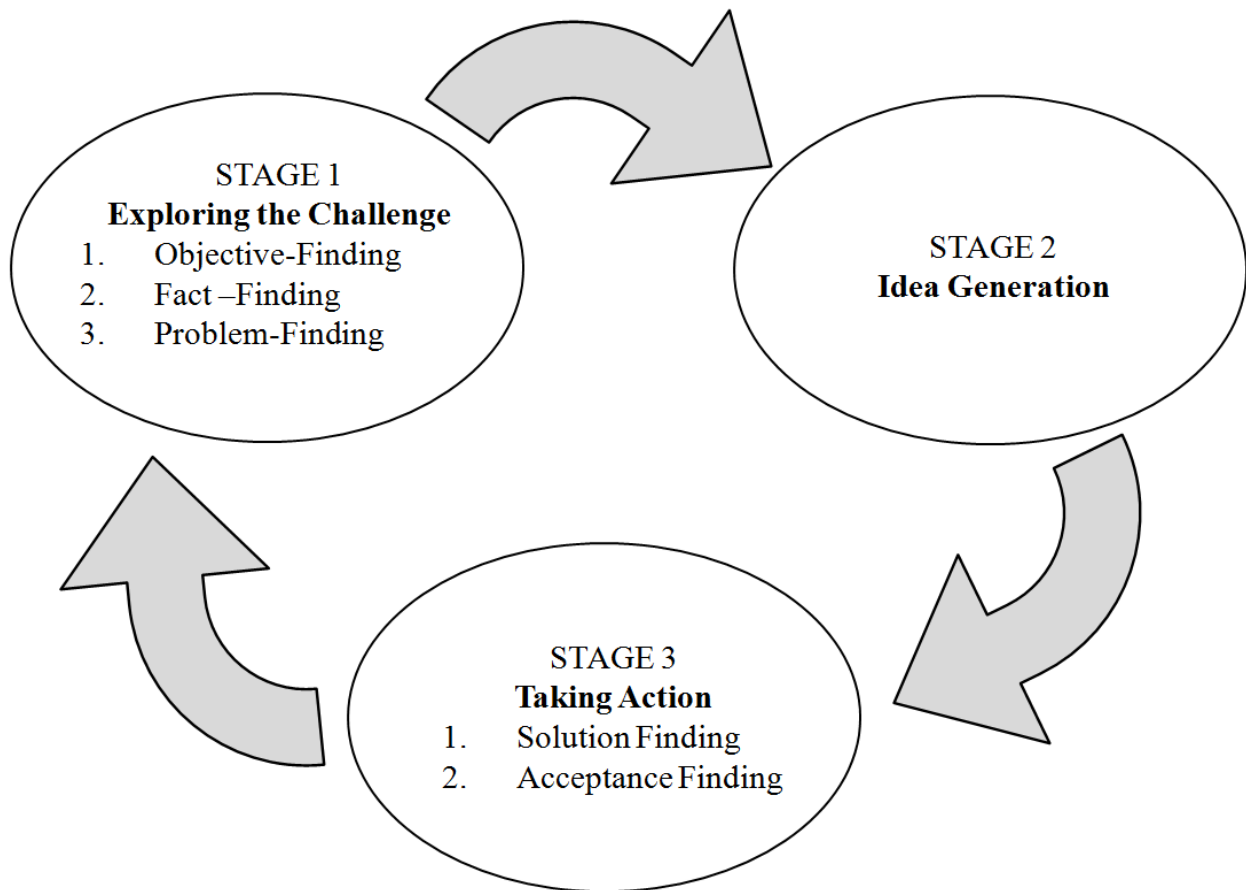 STAGE 1
Exploring the Challenge
1. Objective-Finding
2. Fact –Finding
3. Problem-Finding
STAGE 2
Idea Generation
STAGE 3
Taking Action
1. Solution Finding
2. Acceptance Finding